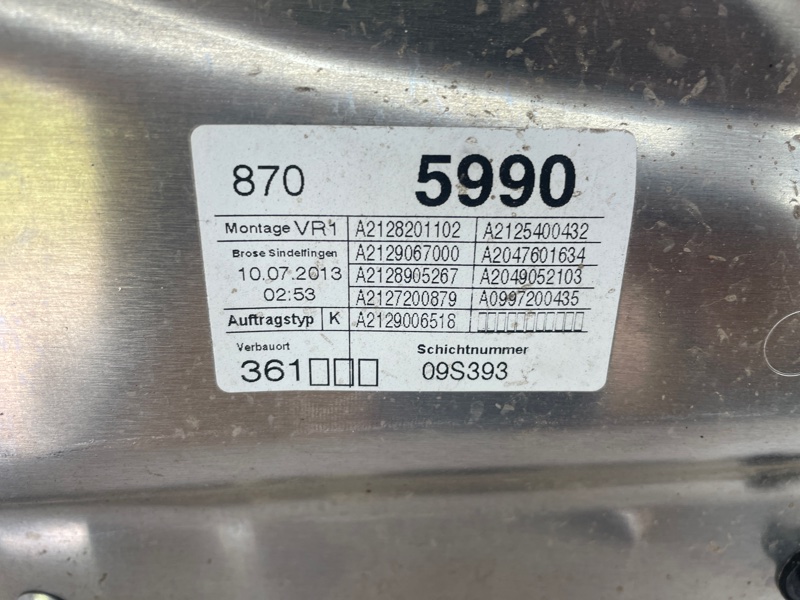 870 5990
Montage VR1 A2128201102 A2125400432
Brose Sindelfingen A2129067000 A2047601634
10.07.2013 A2128905267 A2049052103
02:53 A2127200879 A0997200435
Auftragstyp K A2129006518 ▯▯▯▯▯▯▯▯▯▯▯
Verbauort Schichtnummer
361▯▯▯ 09S393